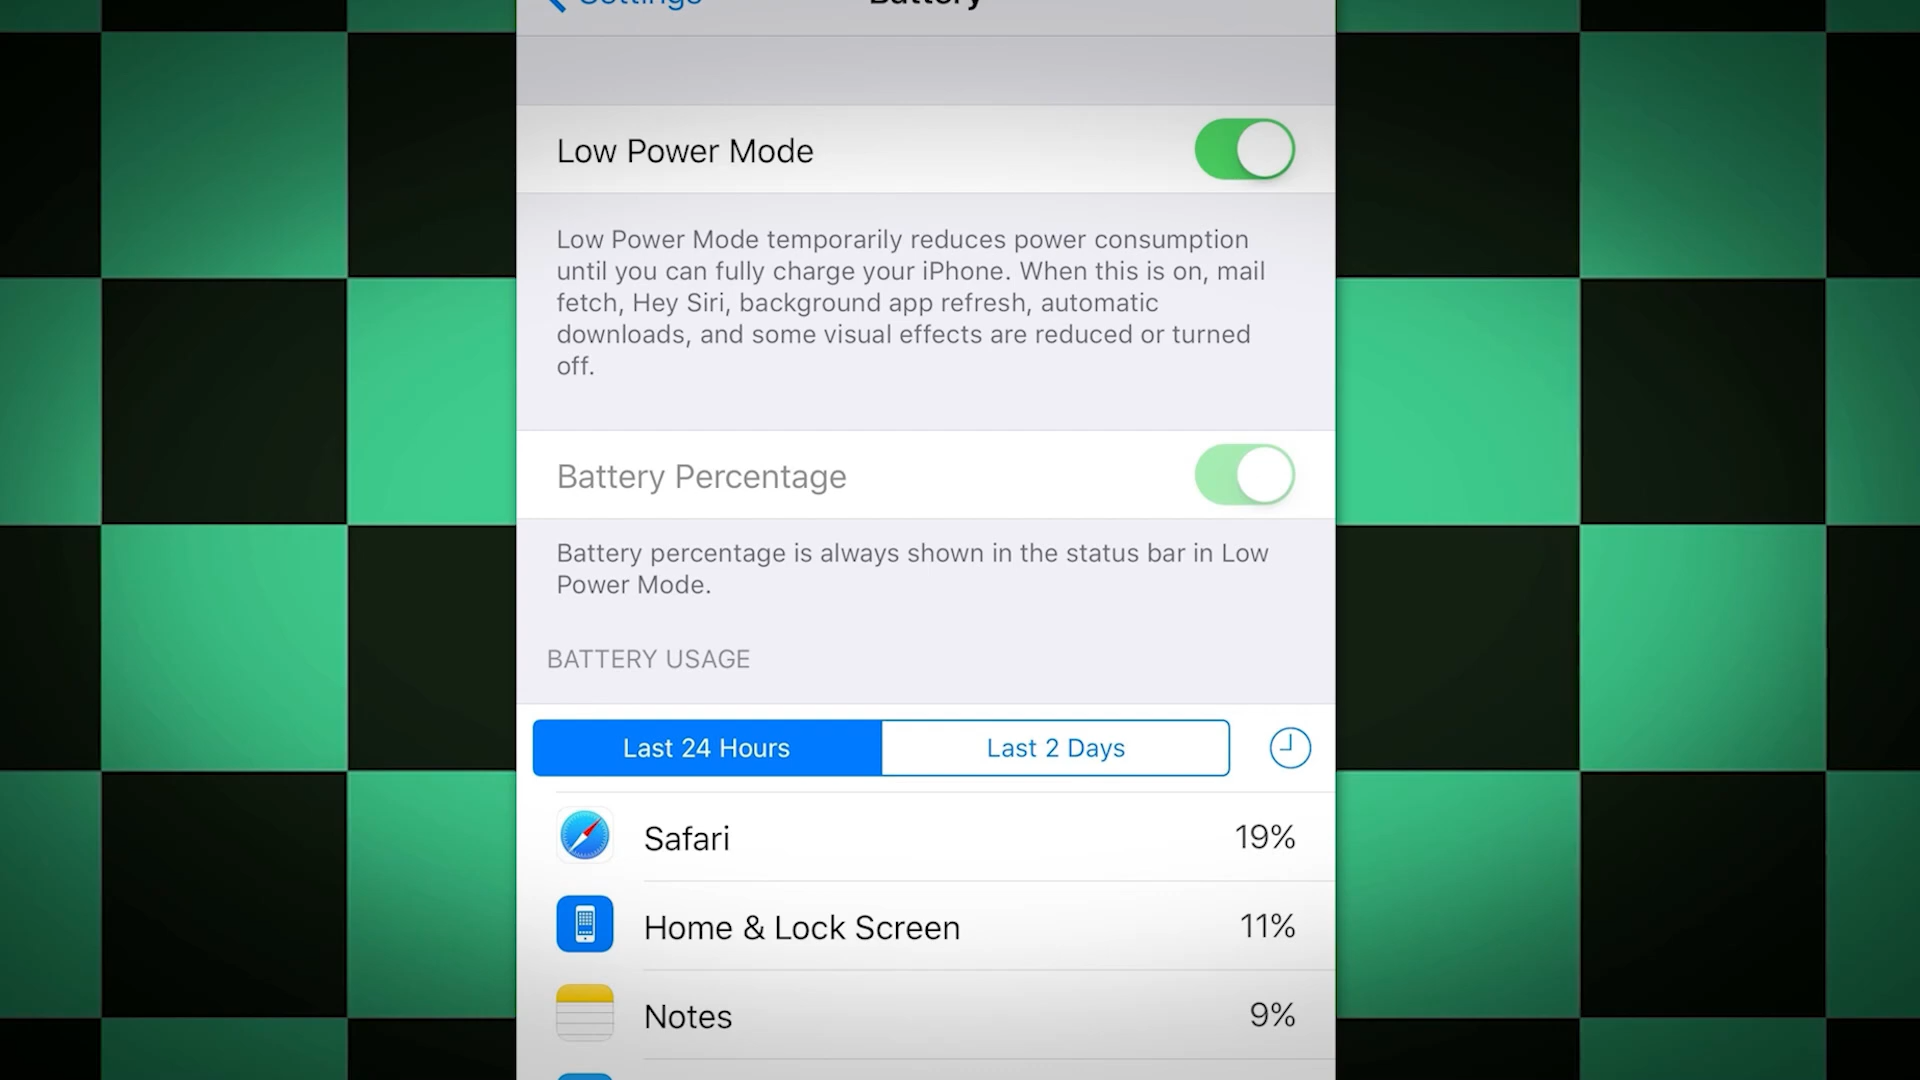 Settings
Battery
Low Power Mode
Low Power Mode temporarily reduces power consumption
until you can fully charge your iPhone. When this is on, mail
fetch, Hey Siri, background app refresh, automatic
downloads, and some visual effects are reduced or turned
off.
Battery Percentage
Battery percentage is always shown in the status bar in Low
Power Mode.
BATTERY USAGE
Last 24 Hours
Last 2 Days
Safari 19%
Home & Lock Screen 11%
Notes 9%